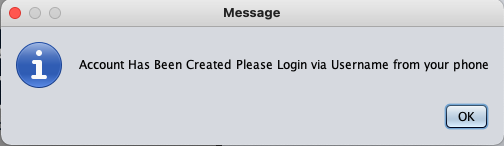 Message
Account Has Been Created Please Login via Username from your phone
OK